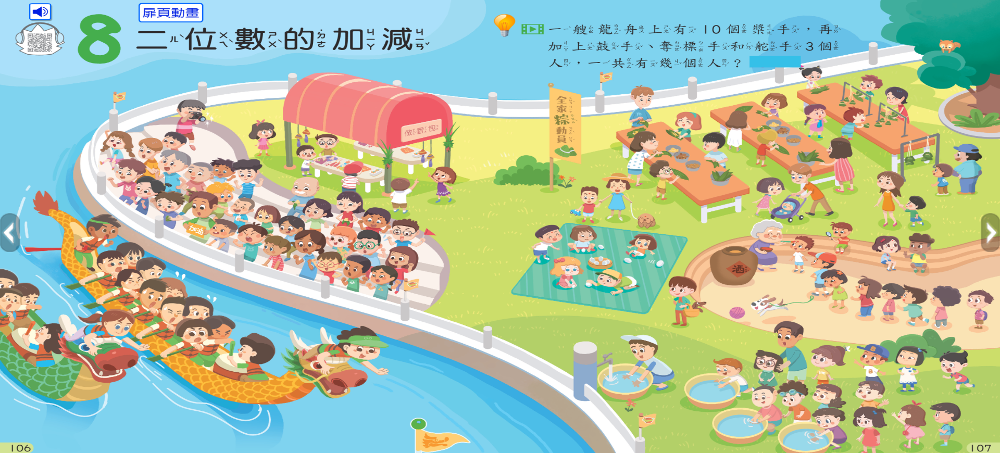 扉頁動畫
8 二位數的加減
一艘龍舟上有10個槳手，再
加上鼓手、奪標手和舵手3個
人，一共有幾個人？
做香包
全家粽動員
加油
酒
106
107